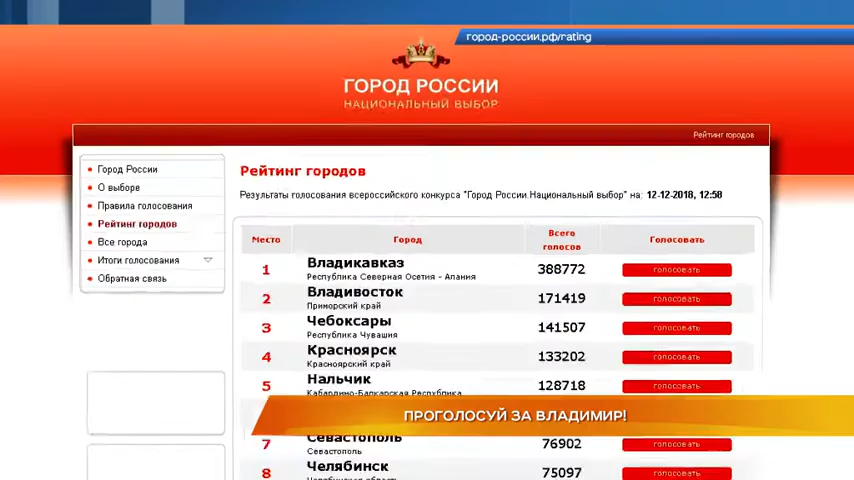 город-россии.рф/rating
ГОРОД РОССИИ
НАЦИОНАЛЬНЫЙ ВЫБОР
Рейтинг городов
Город России
О выборе
Правила голосования
Рейтинг городов
Все города
Итоги голосования
Обратная связь
Рейтинг городов
Результаты голосования всероссийского конкурса "Город России.Национальный выбор" на: 12-12-2018, 12:58
Место Город Всего голосов Голосовать
1 Владикавказ 388772 голосовать
Республика Северная Осетия - Алания
2 Владивосток 171419 голосовать
Приморский край
3 Чебоксары 141507 голосовать
Республика Чувашия
4 Красноярск 133202 голосовать
Красноярский край
5 Нальчик 128718 голосовать
Кабардино-Балкарская Республика
ПРОГОЛОСУЙ ЗА ВЛАДИМИР!
7 Севастополь 76902 голосовать
Севастополь
8 Челябинск 75097 голосовать